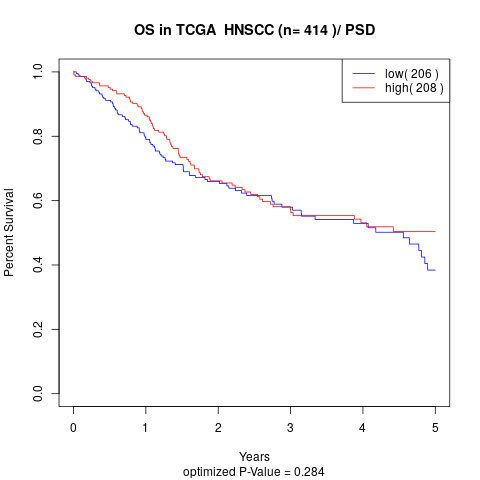 OS in TCGA  HNSCC (n= 414 )/ PSD
low( 206 )
high( 208 )
Percent Survival
1.0
0.8
0.6
0.4
0.2
0.0
0 1 2 3 4 5
Years
optimized P-Value = 0.284